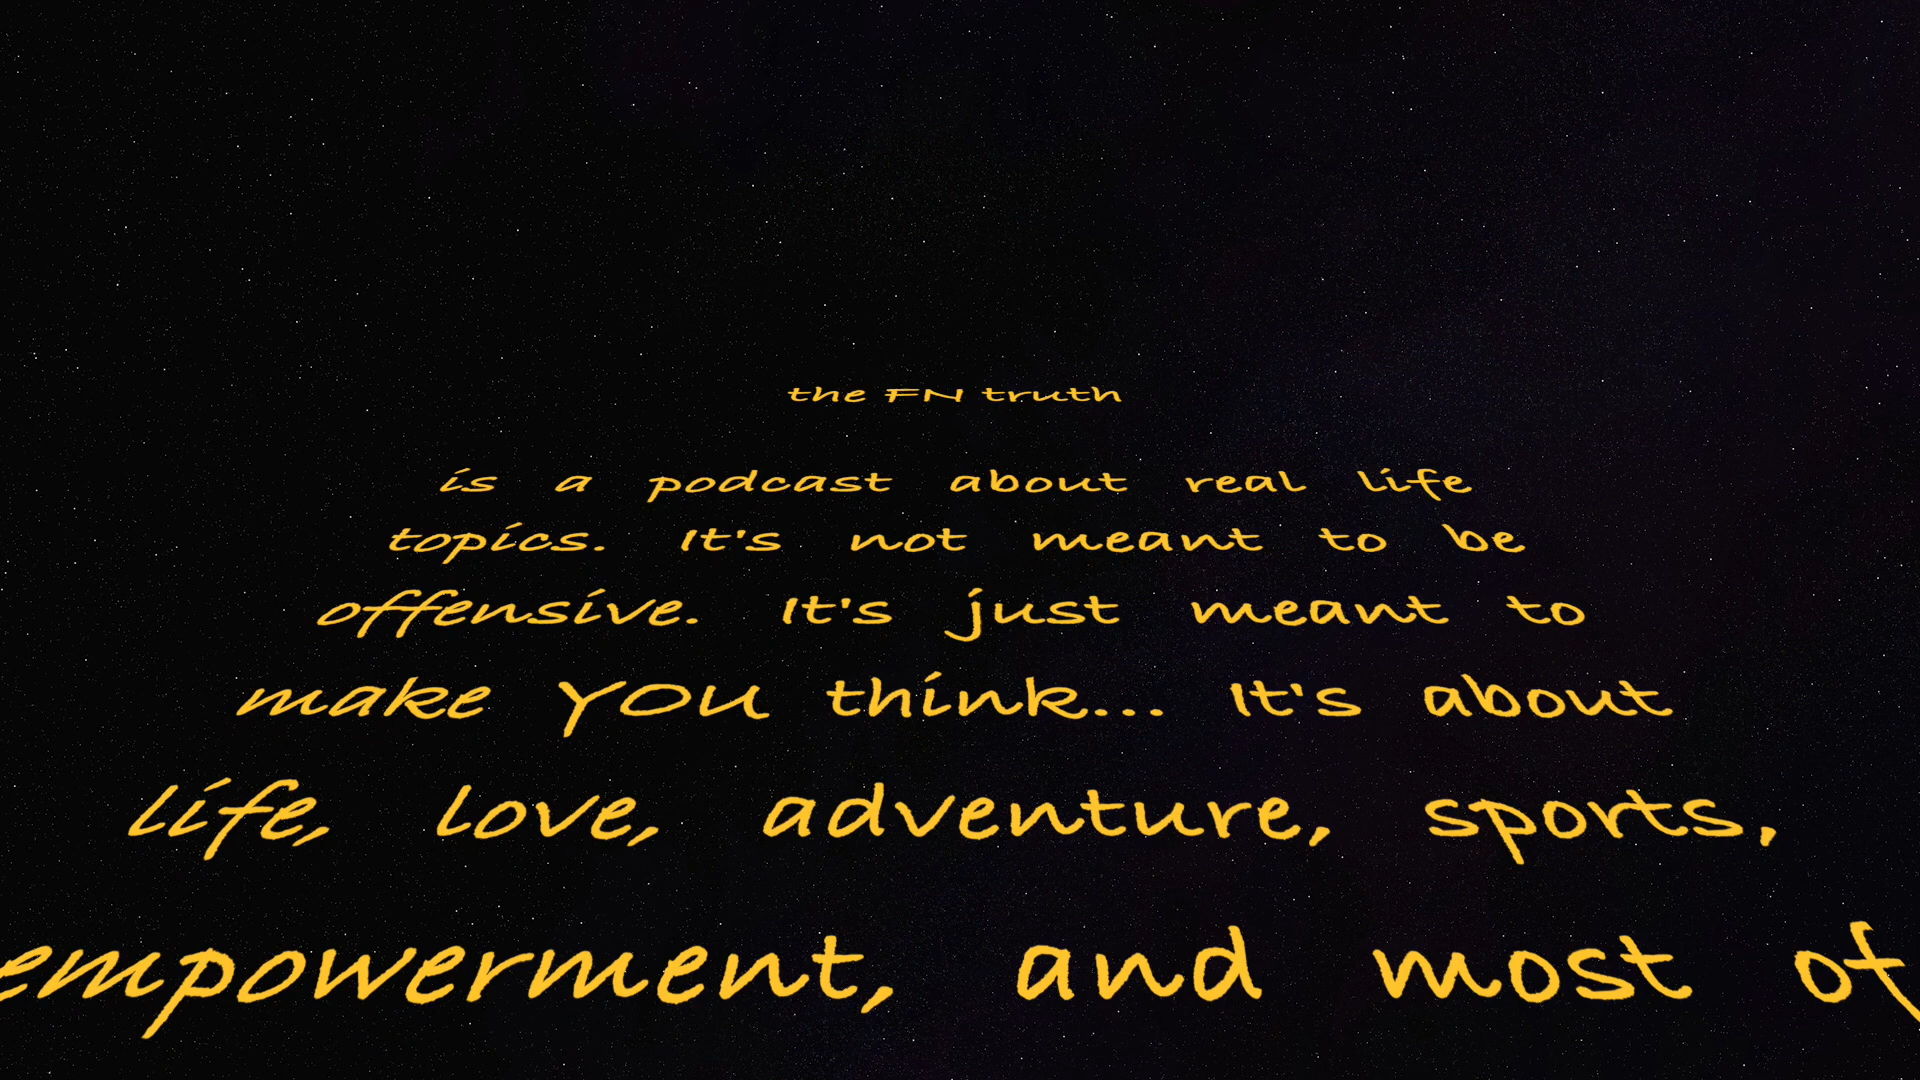 the FN truth
is a podcast about real life
topics. It's not meant to be
offensive. It's just meant to
make YOU think... It's about
life, love, adventure, sports,
empowerment, and most of